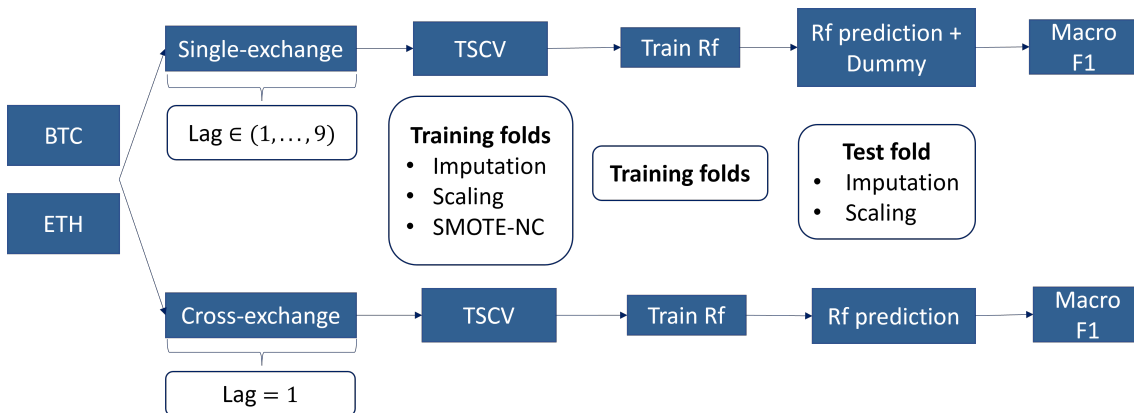 Single-exchange
TSCV
Train Rf
Rf prediction +
Dummy
Macro
F1
Lag ∈ (1, … , 9)
BTC
ETH
Training folds
• Imputation
• Scaling
• SMOTE-NC
Training folds
Test fold
• Imputation
• Scaling
Cross-exchange
TSCV
Train Rf
Rf prediction
Macro
F1
Lag = 1